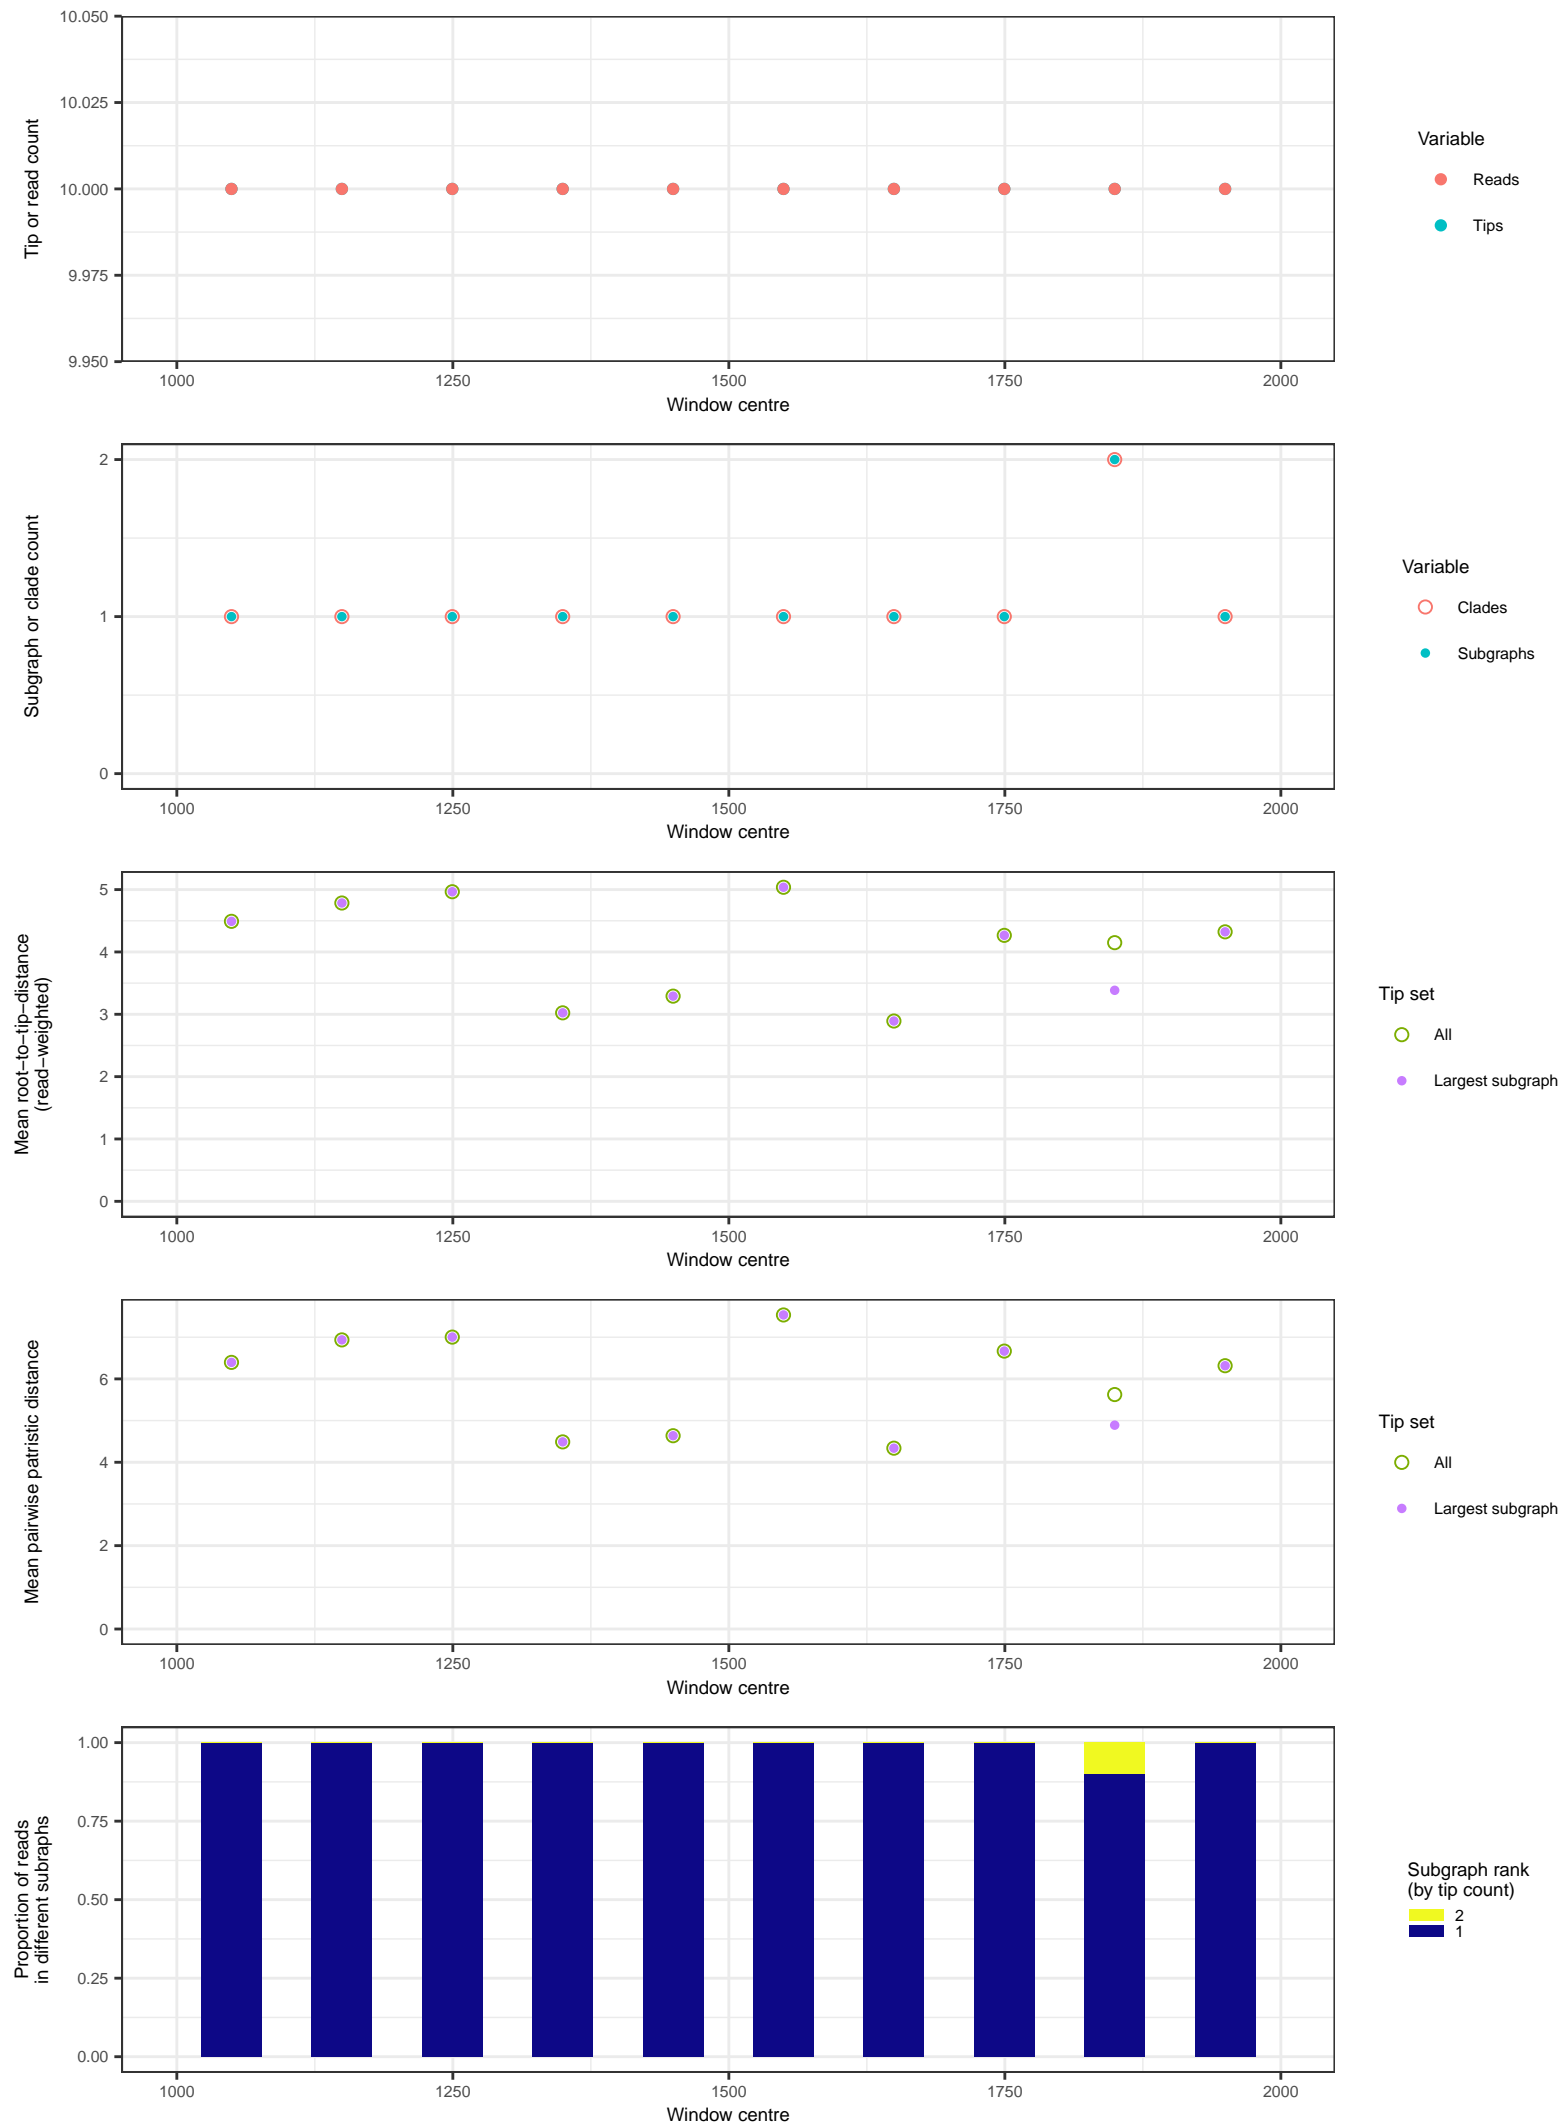 10.050
10.025
10.000
9.975
9.950
Tip or read count
1000 1250 1500 1750 2000
Window centre
Variable
Reads
Tips
2
1
0
Subgraph or clade count
1000 1250 1500 1750 2000
Window centre
Variable
Clades
Subgraphs
5
4
3
2
1
0
Mean root−to−tip−distance
(read−weighted)
1000 1250 1500 1750 2000
Window centre
Tip set
All
Largest subgraph
6
4
2
0
Mean pairwise patristic distance
1000 1250 1500 1750 2000
Window centre
Tip set
All
Largest subgraph
1.00
0.75
0.50
0.25
0.00
Proportion of reads
in different subraphs
1000 1250 1500 1750 2000
Window centre
Subgraph rank
(by tip count)
2
1